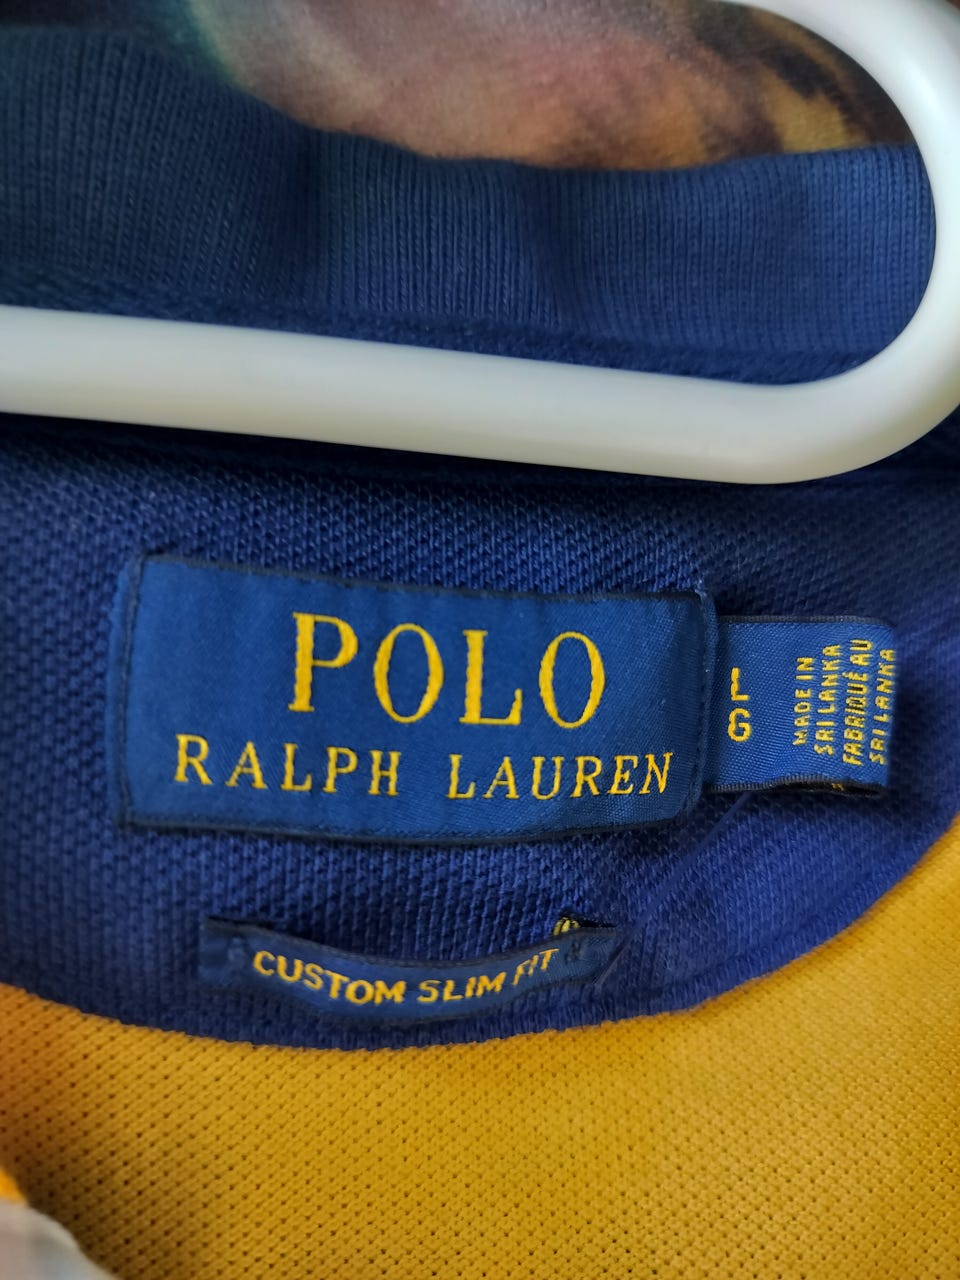 POLO
RALPH LAUREN
L
G
MADE IN
SRI LANKA
FABRIQUÉ AU
SRI LANKA
CUSTOM SLIM FIT